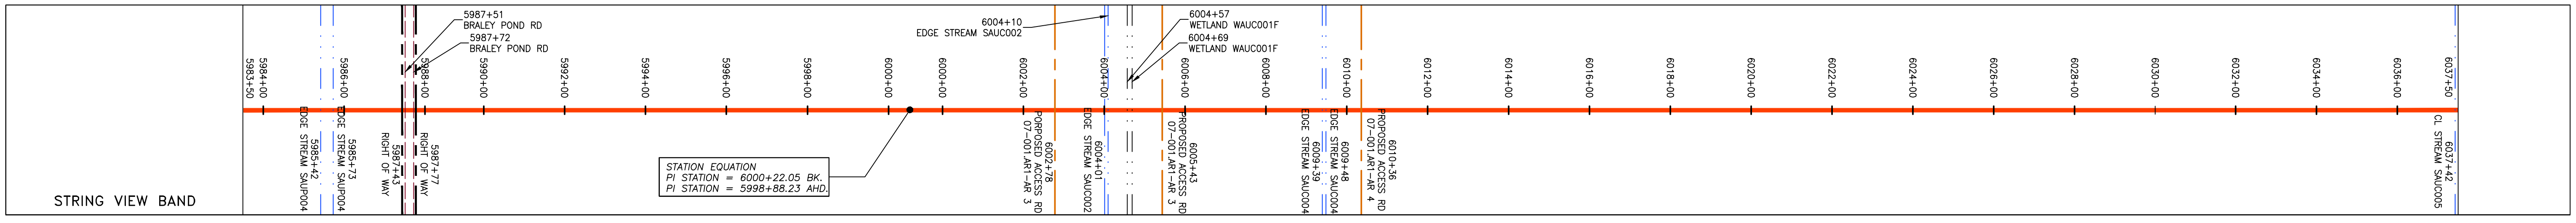 5987+51
BRALEY POND RD
5987+72
BRALEY POND RD
6004+10
EDGE STREAM SAUC002
6004+57
WETLAND WAUC001F
6004+69
WETLAND WAUC001F
5983+50
5984+00
5986+00
5988+00
5990+00
5992+00
5994+00
5996+00
5998+00
6000+00
6000+00
6002+00
6004+00
6006+00
6008+00
6010+00
6012+00
6014+00
6016+00
6018+00
6020+00
6022+00
6024+00
6026+00
6028+00
6030+00
6032+00
6034+00
6036+00
6037+50
5985+42
EDGE STREAM SAUP004
5985+73
EDGE STREAM SAUP004
5987+43
RIGHT OF WAY
5987+77
RIGHT OF WAY
STATION EQUATION
PI STATION = 6000+22.05 BK.
PI STATION = 5998+88.23 AHD.
6002+78
PORPOSED ACCESS RD
07-001.AR1-AR 3
6004+01
EDGE STREAM SAUC002
6005+43
PROPOSED ACCESS RD
07-001.AR1-AR 3
6009+39
EDGE STREAM SAUC004
6009+48
EDGE STREAM SAUC004
6010+36
PROPOSED ACCESS RD
07-001.AR1-AR 4
6037+42
CL STREAM SAUC005
STRING VIEW BAND